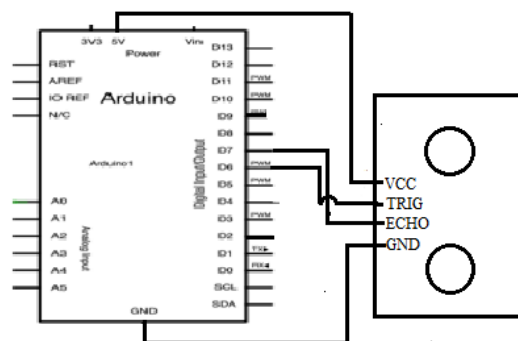 3V3 5V Vin
Power
RST
AREF
IO REF
N/C
Arduino
Arduino1
A0
A1
A2
A3
A4
A5
Analog Input
Digital Input/Output
D13
D12
D11 PWM
D10 PWM
D9
D8
D7
D6 PWM
D5 PWM
D4
D3 PWM
D2
D1 TX
D0 RX
SCL
SDA
GND
VCC
TRIG
ECHO
GND